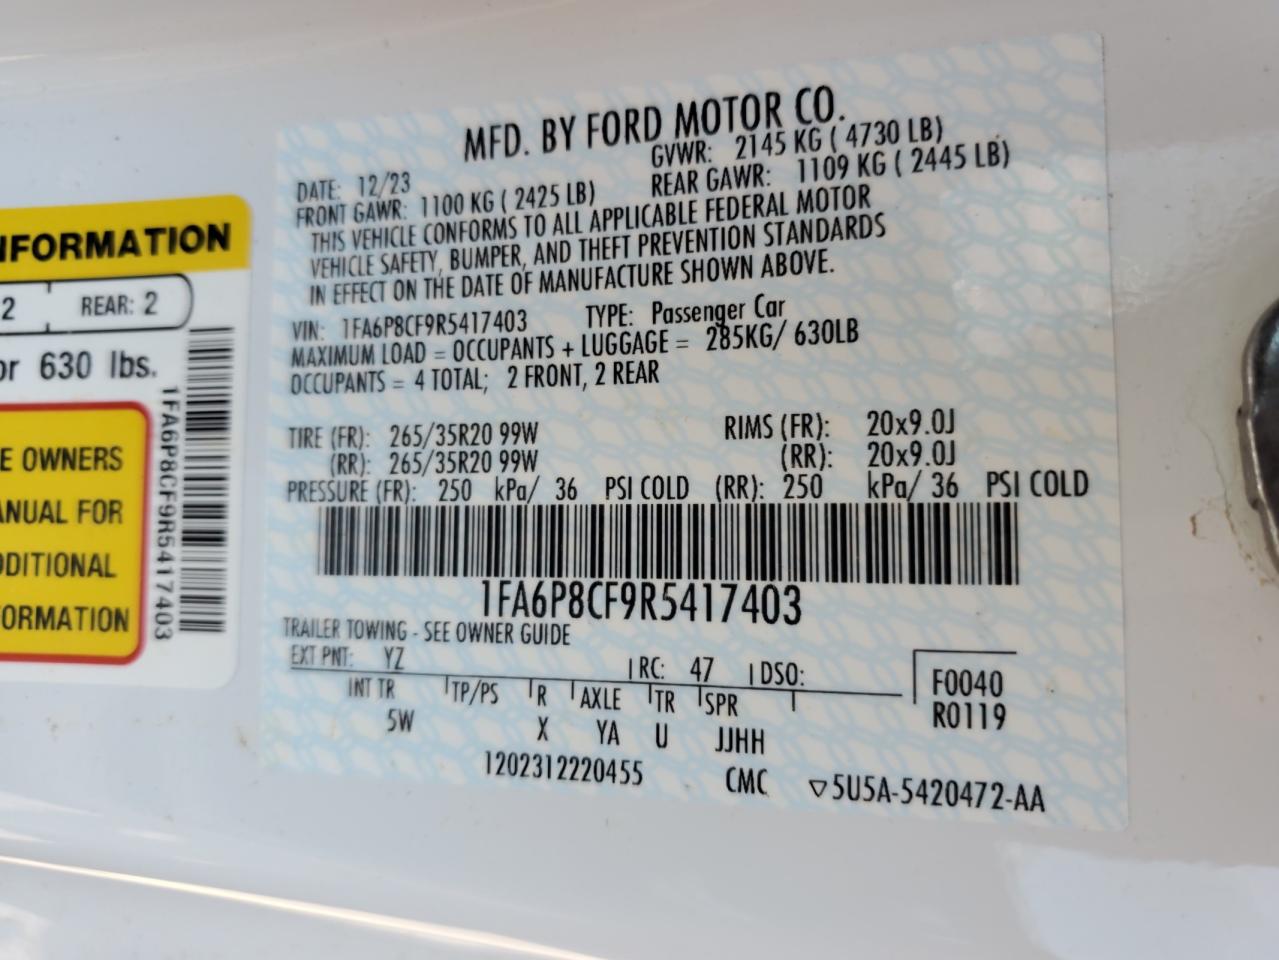 NFORMATION
2 REAR: 2
or 630 lbs.
E OWNERS
ANUAL FOR
DDITIONAL
FORMATION
1FA6P8CF9R5417403
MFD. BY FORD MOTOR CO.
DATE: 12/23 GVWR: 2145 KG ( 4730 LB)
FRONT GAWR: 1100 KG ( 2425 LB) REAR GAWR: 1109 KG ( 2445 LB)
THIS VEHICLE CONFORMS TO ALL APPLICABLE FEDERAL MOTOR
VEHICLE SAFETY, BUMPER, AND THEFT PREVENTION STANDARDS
IN EFFECT ON THE DATE OF MANUFACTURE SHOWN ABOVE.
VIN: 1FA6P8CF9R5417403 TYPE: Passenger Car
MAXIMUM LOAD = OCCUPANTS + LUGGAGE = 285KG/ 630LB
OCCUPANTS = 4 TOTAL; 2 FRONT, 2 REAR
TIRE (FR): 265/35R20 99W RIMS (FR): 20x9.0J
(RR): 265/35R20 99W (RR): 20x9.0J
PRESSURE (FR): 250 kPa/ 36 PSI COLD (RR): 250 kPa/ 36 PSI COLD
1FA6P8CF9R5417403
TRAILER TOWING - SEE OWNER GUIDE
EXT PNT: YZ RC: 47 DSO: F0040
INT TR TP/PS R AXLE TR SPR R0119
5W X YA U JJHH
1202312220455 CMC ▽5U5A-5420472-AA